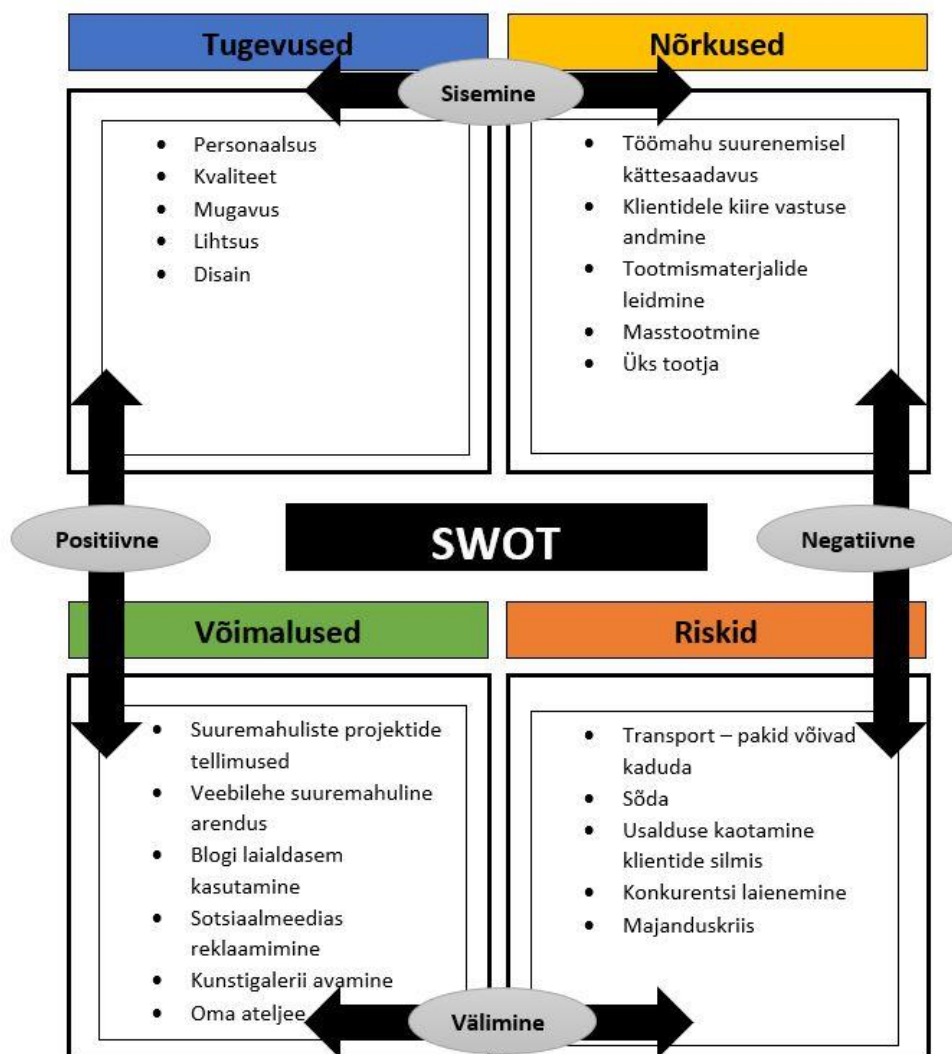 Tugevused
Nõrkused
Sisemine
Personaalsus
Kvaliteet
Mugavus
Lihtsus
Disain
Töömahu suurenemisel
kättesaadavus
Klientidele kiire vastuse
andmine
Tootmismaterjalide
leidmine
Masstootmine
Üks tootja
Positiivne
SWOT
Negatiivne
Võimalused
Riskid
Suuremahuliste projektide
tellimused
Veebilehe suuremahuline
arendus
Blogi laialdasem
kasutamine
Sotsiaalmeedias
reklaamimine
Kunstigalerii avamine
Oma ateljee
Transport – pakid võivad
kaduda
Sõda
Usalduse kaotamine
klientide silmis
Konkurentsi laienemine
Majanduskriis
Välimine